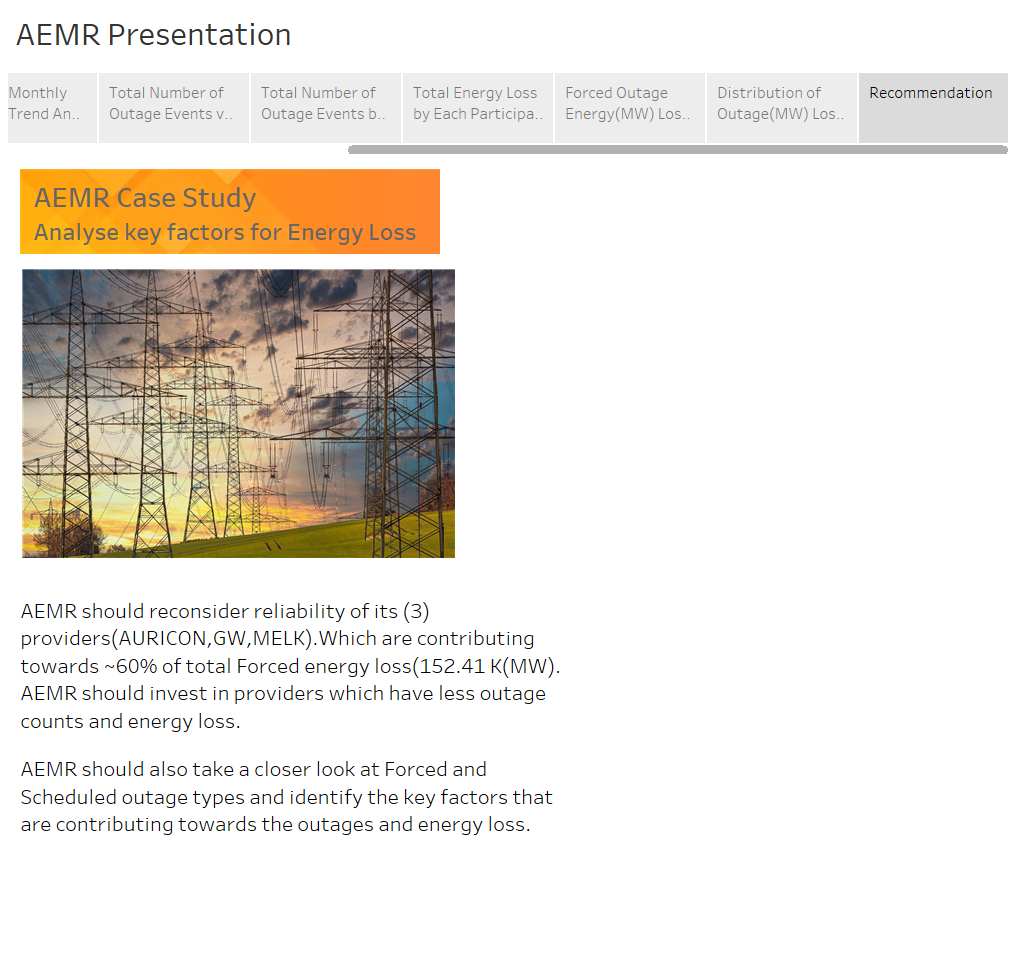 AEMR Presentation
Monthly
Trend An..
Total Number of
Outage Events v..
Total Number of
Outage Events b..
Total Energy Loss
by Each Participa..
Forced Outage
Energy(MW) Los..
Distribution of
Outage(MW) Los..
Recommendation
AEMR Case Study
Analyse key factors for Energy Loss
AEMR should reconsider reliability of its (3)
providers(AURICON,GW,MELK).Which are contributing
towards ~60% of total Forced energy loss(152.41 K(MW).
AEMR should invest in providers which have less outage
counts and energy loss.
AEMR should also take a closer look at Forced and
Scheduled outage types and identify the key factors that
are contributing towards the outages and energy loss.